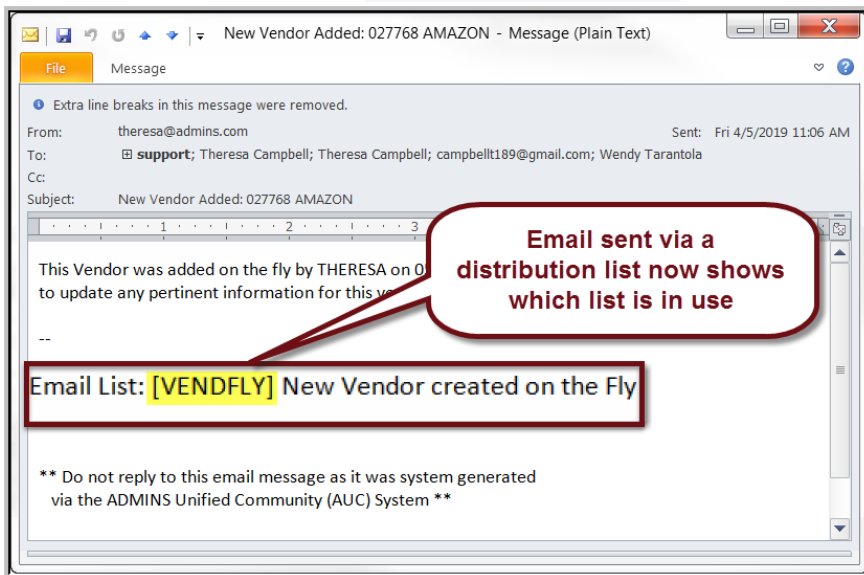 New Vendor Added: 027768 AMAZON - Message (Plain Text)
File Message
Extra line breaks in this message were removed.
From: theresa@admins.com Sent: Fri 4/5/2019 11:06 AM
To: support; Theresa Campbell; Theresa Campbell; campbellt189@gmail.com; Wendy Tarantola
Cc:
Subject: New Vendor Added: 027768 AMAZON
1 2 3
Email sent via a
distribution list now shows
which list is in use
This Vendor was added on the fly by THERESA on
to update any pertinent information for this
--
Email List: [VENDFLY] New Vendor created on the Fly
** Do not reply to this email message as it was system generated
via the ADMINS Unified Community (AUC) System **